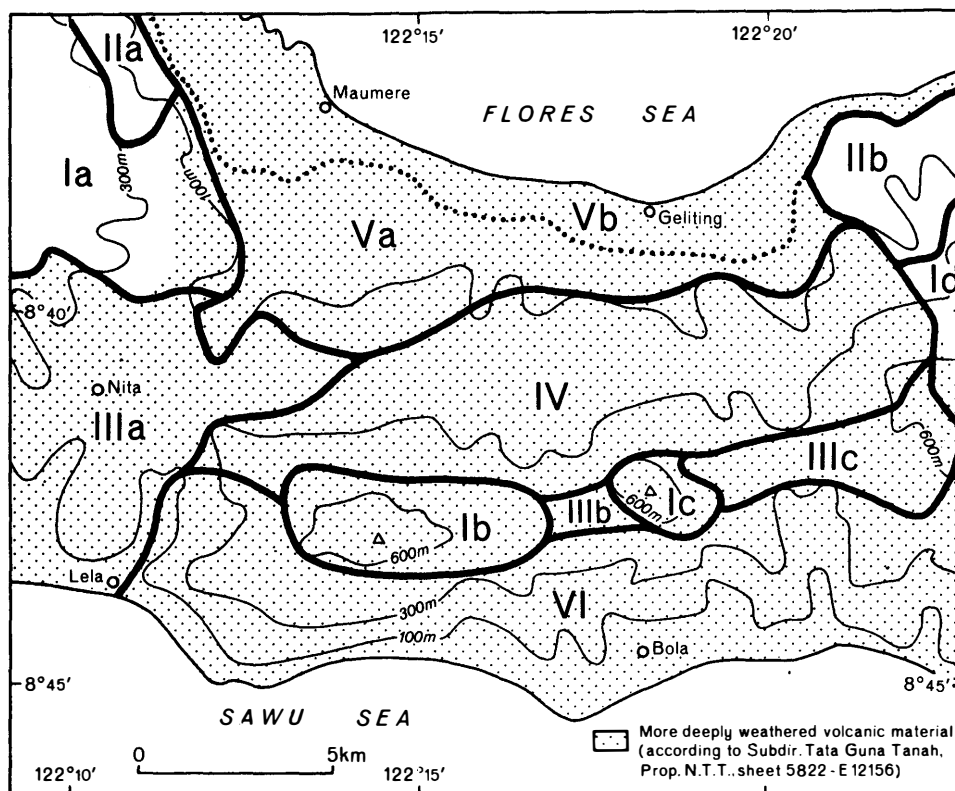 122°15′
122°20′
IIa
Maumere
FLORES SEA
IIb
Ia
300m
100m
Va
Vb
Geliting
Id
8°40′
Nita
IV
IIIa
IIIc
600m
Ic
600m
IIIb
Ib
600m
Lela
VI
300m
100m
Bola
8°45′
8°45′
SAWU SEA
More deeply weathered volcanic material
(according to Subdir. Tata Guna Tanah,
Prop. N.T.T., sheet 5822-E12156)
0 5km
122°10′
122°15′